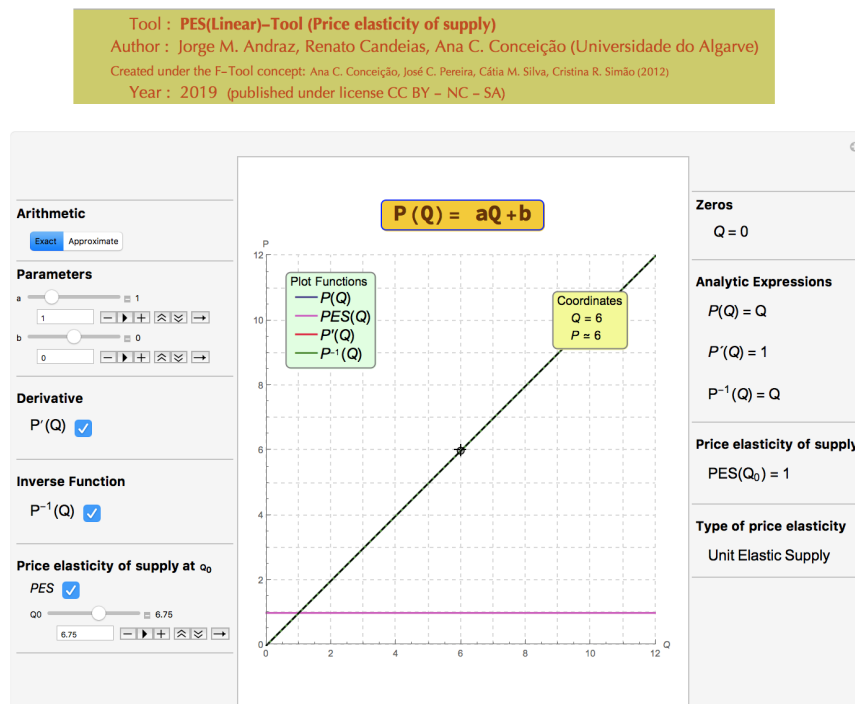 Tool : PES(Linear)–Tool (Price elasticity of supply)
Author : Jorge M. Andraz, Renato Candeias, Ana C. Conceição (Universidade do Algarve)
Created under the F–Tool concept: Ana C. Conceição, José C. Pereira, Cátia M. Silva, Cristina R. Simão (2012)
Year : 2019 (published under license CC BY – NC – SA)
Arithmetic
Exact Approximate
Parameters
a 1
1
b 0
0
Derivative
P′(Q)
Inverse Function
P⁻¹(Q)
Price elasticity of supply at Q₀
PES
Q0 6.75
6.75
P(Q) = aQ+b
P
12
10
8
6
4
2
0
0 2 4 6 8 10 12
Q
Plot Functions
P(Q)
PES(Q)
P′(Q)
P⁻¹(Q)
Coordinates
Q = 6
P ≃ 6
Zeros
Q = 0
Analytic Expressions
P(Q) = Q
P′(Q) = 1
P⁻¹(Q) = Q
Price elasticity of supply
PES(Q₀) = 1
Type of price elasticity
Unit Elastic Supply